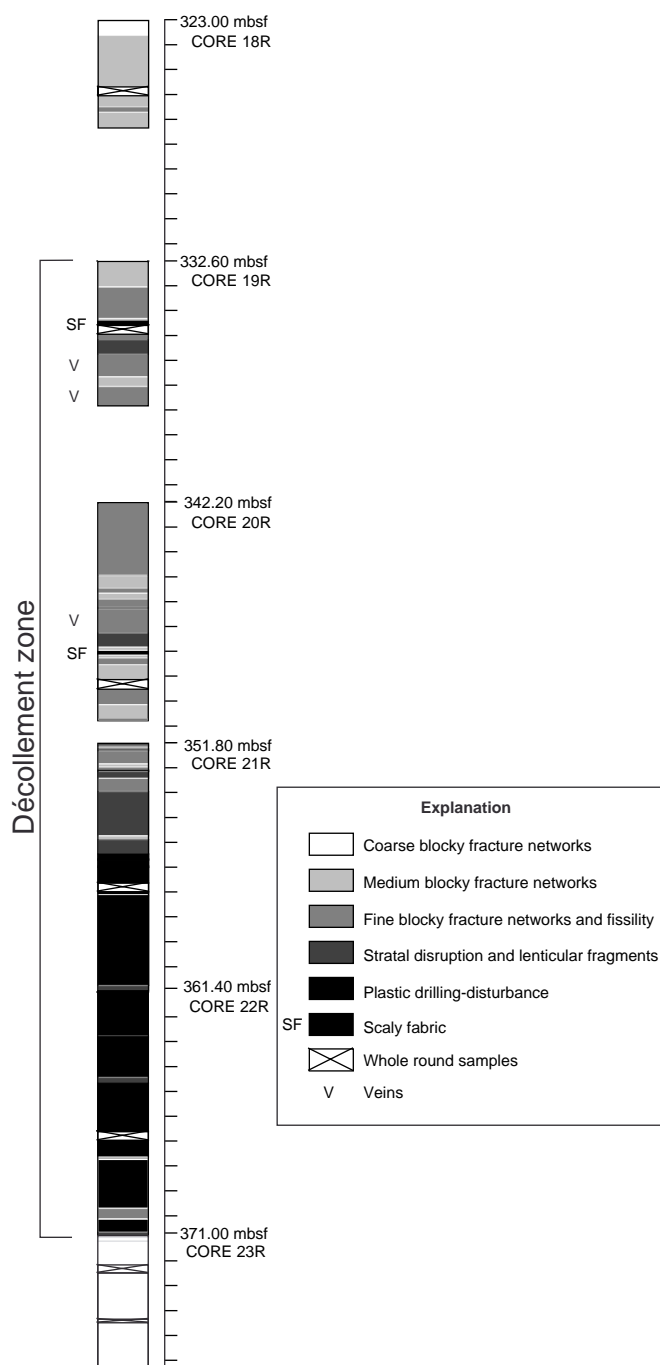 323.00 mbsf
CORE 18R
332.60 mbsf
CORE 19R
SF
V
V
342.20 mbsf
CORE 20R
V
SF
Décollement zone
351.80 mbsf
CORE 21R
361.40 mbsf
CORE 22R
371.00 mbsf
CORE 23R
Explanation
Coarse blocky fracture networks
Medium blocky fracture networks
Fine blocky fracture networks and fissility
Stratal disruption and lenticular fragments
Plastic drilling-disturbance
SF Scaly fabric
Whole round samples
V Veins